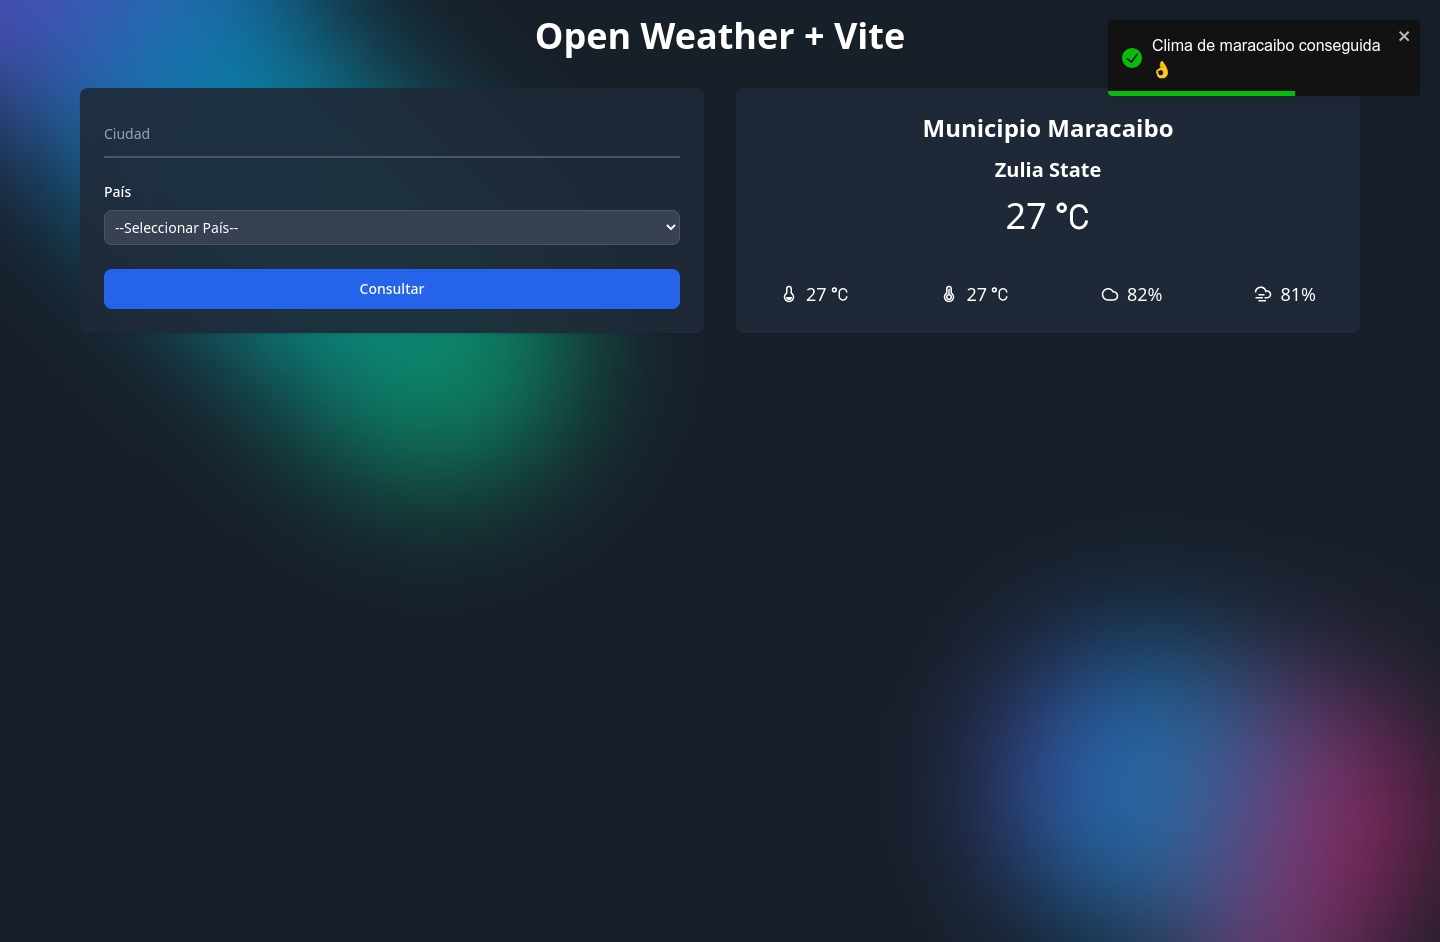 Open Weather + Vite
Clima de maracaibo conseguida
👌
Ciudad
País
--Seleccionar País--
Consultar
Municipio Maracaibo
Zulia State
27 °C
27 °C
27 °C
82%
81%